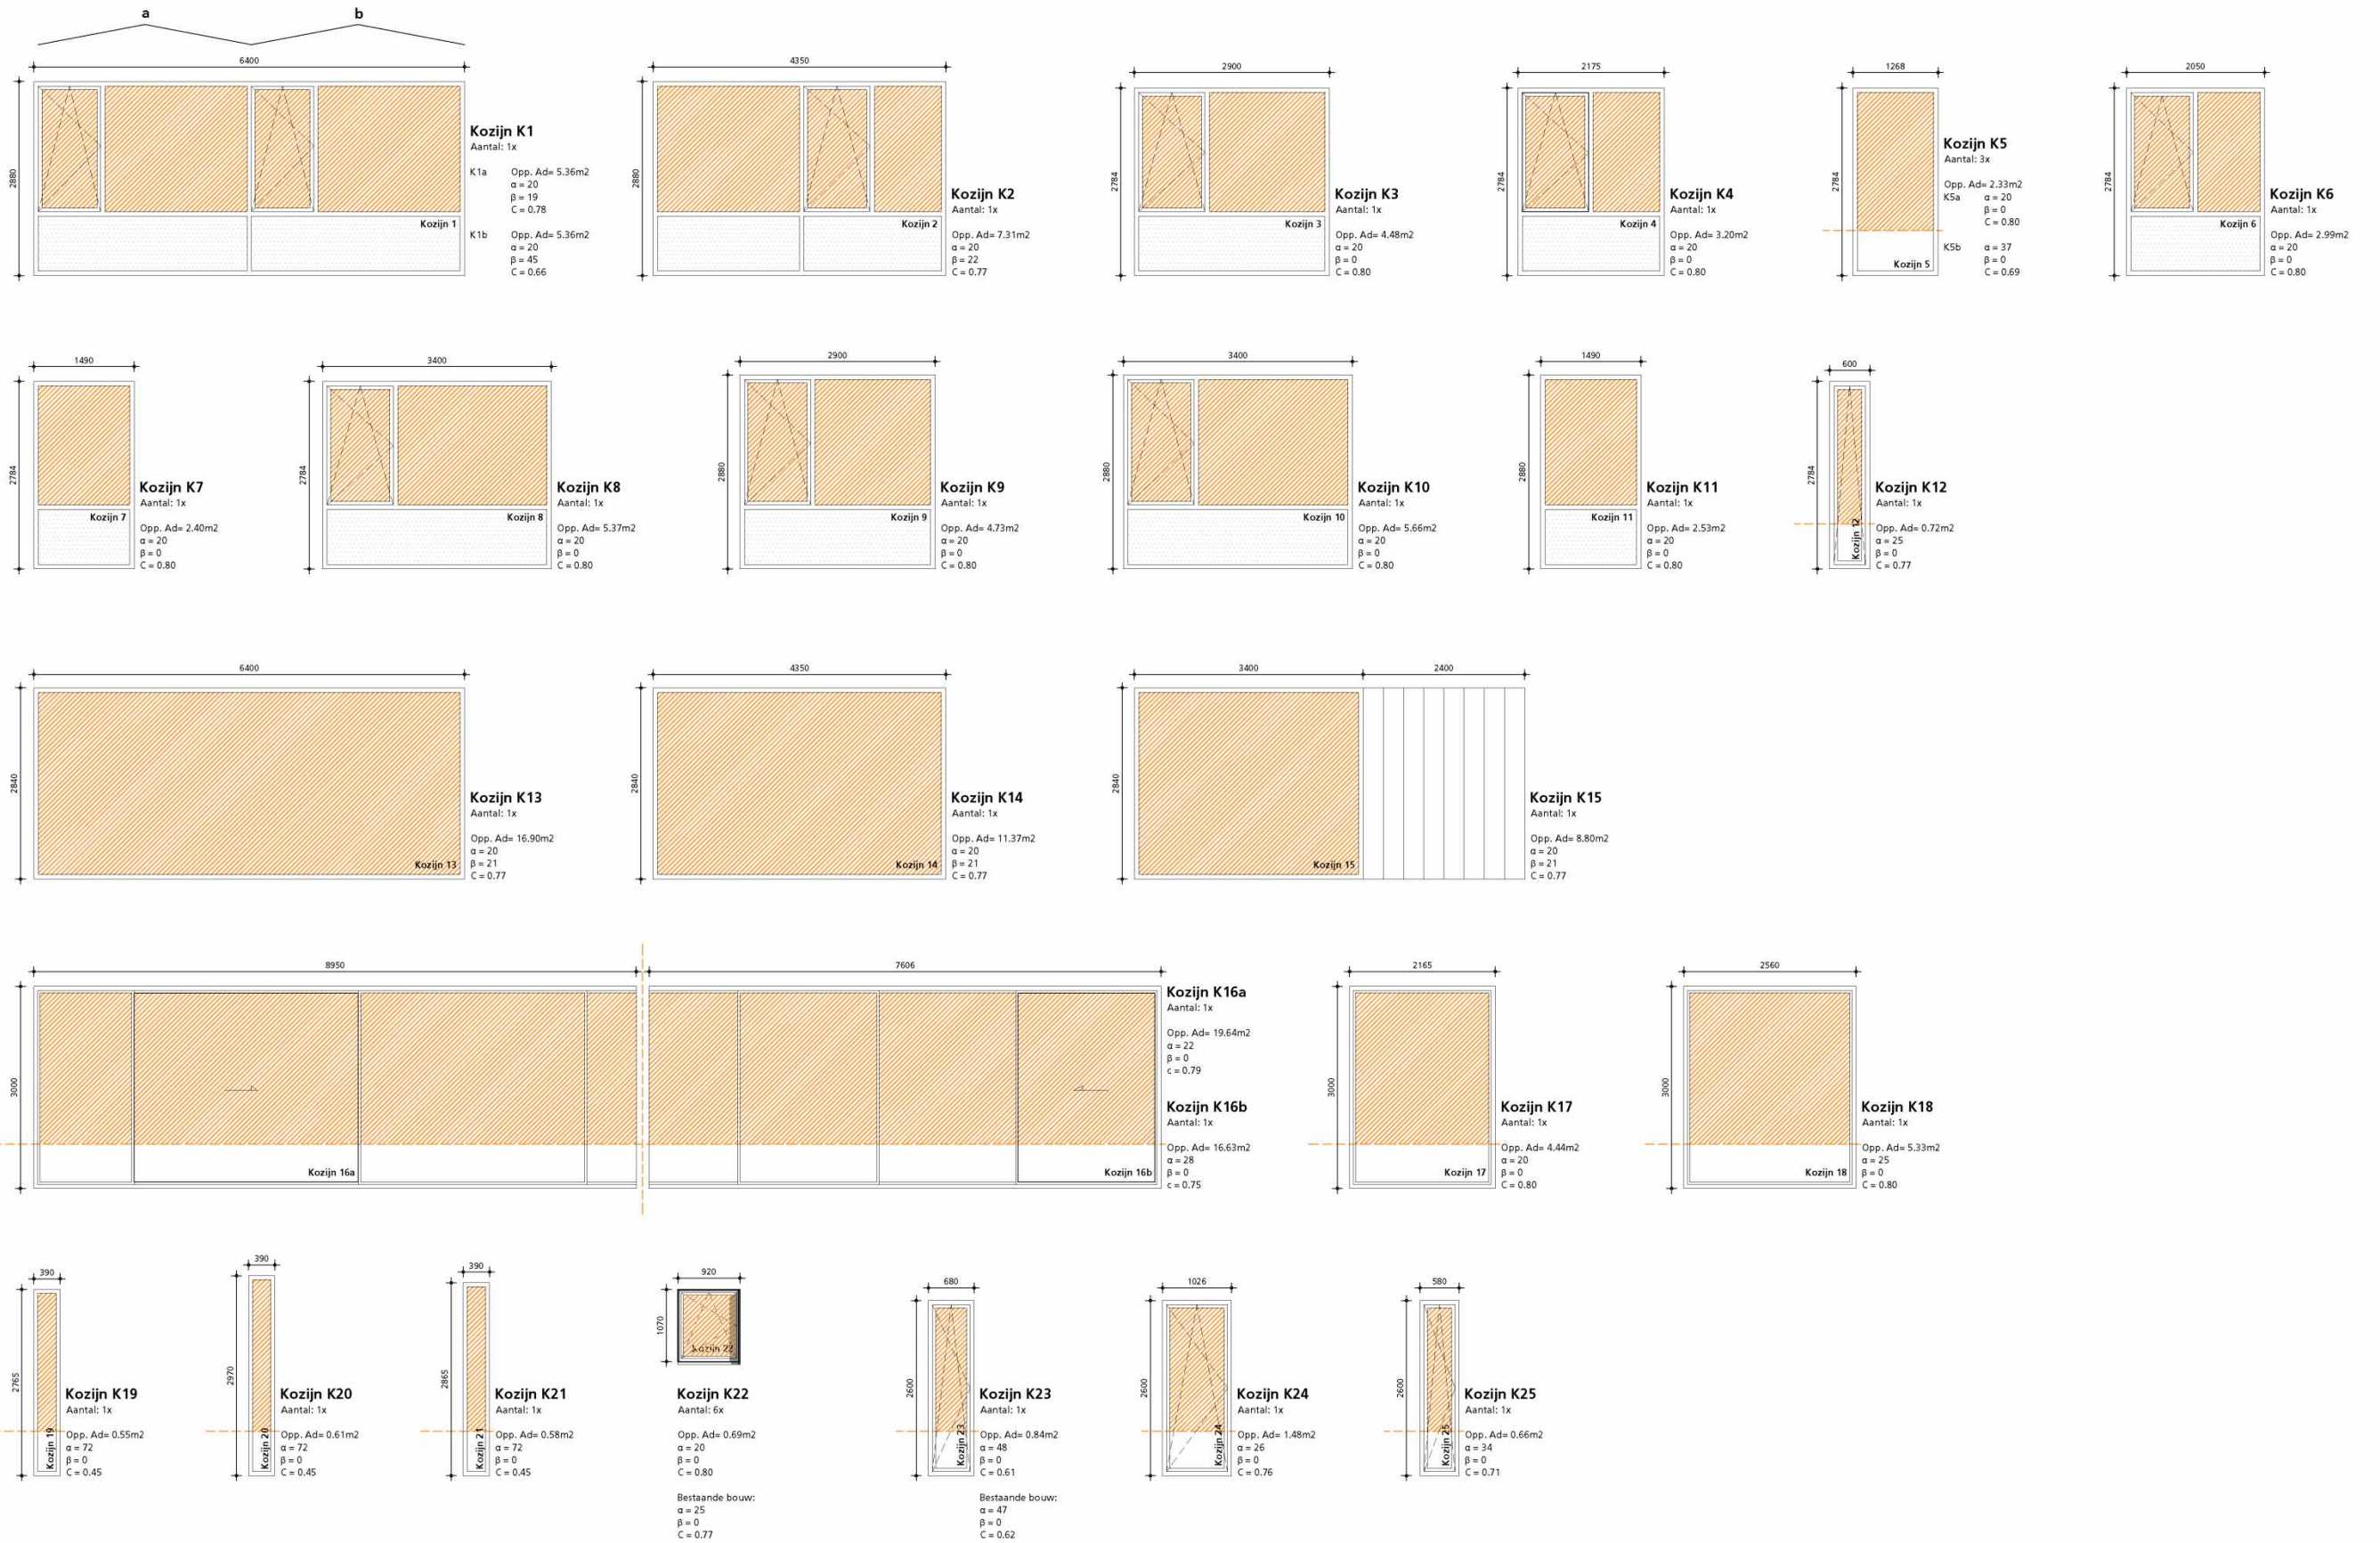 a
b
6400
2880
Kozijn 1
Kozijn K1
Aantal: 1x
K1a Opp. Ad= 5.36m2
α = 20
β = 19
C = 0.78
K1b Opp. Ad= 5.36m2
α = 20
β = 45
C = 0.66
4350
2880
Kozijn 2
Kozijn K2
Aantal: 1x
Opp. Ad= 7.31m2
α = 20
β = 22
C = 0.77
2900
2784
Kozijn 3
Kozijn K3
Aantal: 1x
Opp. Ad= 4.48m2
α = 20
β = 0
C = 0.80
2175
2784
Kozijn 4
Kozijn K4
Aantal: 1x
Opp. Ad= 3.20m2
α = 20
β = 0
C = 0.80
1268
2784
Kozijn 5
Kozijn K5
Aantal: 3x
Opp. Ad= 2.33m2
K5a α = 20
β = 0
C = 0.80
K5b α = 37
β = 0
C = 0.69
2050
2784
Kozijn 6
Kozijn K6
Aantal: 1x
Opp. Ad= 2.99m2
α = 20
β = 0
C = 0.80
1490
2784
Kozijn 7
Kozijn K7
Aantal: 1x
Opp. Ad= 2.40m2
α = 20
β = 0
C = 0.80
3400
2784
Kozijn 8
Kozijn K8
Aantal: 1x
Opp. Ad= 5.37m2
α = 20
β = 0
C = 0.80
2900
2880
Kozijn 9
Kozijn K9
Aantal: 1x
Opp. Ad= 4.73m2
α = 20
β = 0
C = 0.80
3400
2880
Kozijn 10
Kozijn K10
Aantal: 1x
Opp. Ad= 5.66m2
α = 20
β = 0
C = 0.80
1490
2880
Kozijn 11
Kozijn K11
Aantal: 1x
Opp. Ad= 2.53m2
α = 20
β = 0
C = 0.80
600
2784
Kozijn 12
Kozijn K12
Aantal: 1x
Opp. Ad= 0.72m2
α = 25
β = 0
C = 0.77
6400
2840
Kozijn 13
Kozijn K13
Aantal: 1x
Opp. Ad= 16.90m2
α = 20
β = 21
C = 0.77
4350
2840
Kozijn 14
Kozijn K14
Aantal: 1x
Opp. Ad= 11.37m2
α = 20
β = 21
C = 0.77
3400
2400
2840
Kozijn 15
Kozijn K15
Aantal: 1x
Opp. Ad= 8.80m2
α = 20
β = 21
C = 0.77
8950
7606
3000
Kozijn 16a
Kozijn 16b
Kozijn K16a
Aantal: 1x
Opp. Ad= 19.64m2
α = 22
β = 0
c = 0.79
Kozijn K16b
Aantal: 1x
Opp. Ad= 16.63m2
α = 28
β = 0
c = 0.75
2165
3000
Kozijn 17
Kozijn K17
Aantal: 1x
Opp. Ad= 4.44m2
α = 20
β = 0
C = 0.80
2560
3000
Kozijn 18
Kozijn K18
Aantal: 1x
Opp. Ad= 5.33m2
α = 25
β = 0
C = 0.80
390
2765
Kozijn 19
Kozijn K19
Aantal: 1x
Opp. Ad= 0.55m2
α = 72
β = 0
C = 0.45
390
2970
Kozijn 20
Kozijn K20
Aantal: 1x
Opp. Ad= 0.61m2
α = 72
β = 0
C = 0.45
390
2865
Kozijn 21
Kozijn K21
Aantal: 1x
Opp. Ad= 0.58m2
α = 72
β = 0
C = 0.45
920
1070
Kozijn 22
Kozijn K22
Aantal: 6x
Opp. Ad= 0.69m2
α = 20
β = 0
C = 0.80
Bestaande bouw:
α = 25
β = 0
C = 0.77
680
2600
Kozijn 23
Kozijn K23
Aantal: 1x
Opp. Ad= 0.84m2
α = 48
β = 0
C = 0.61
Bestaande bouw:
α = 47
β = 0
C = 0.62
1026
2600
Kozijn 24
Kozijn K24
Aantal: 1x
Opp. Ad= 1.48m2
α = 26
β = 0
C = 0.76
580
2600
Kozijn 25
Kozijn K25
Aantal: 1x
Opp. Ad= 0.66m2
α = 34
β = 0
C = 0.71